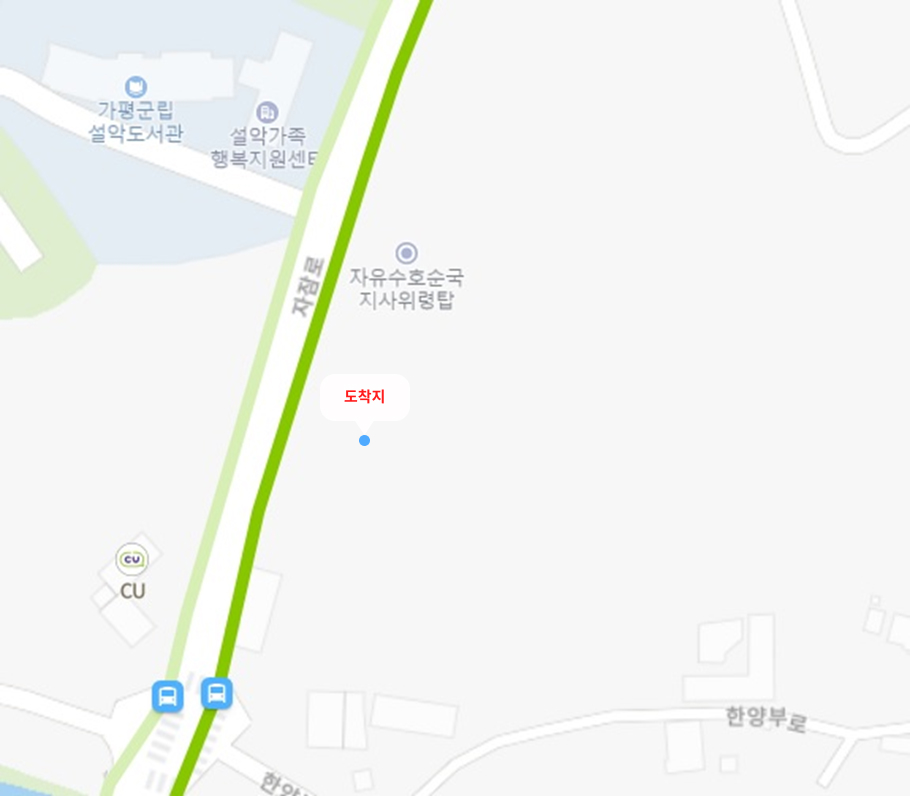 가평군립
설악도서관
설악가족
행복지원센터
자유수호순국
지사위령탑
자잠로
도착지
CU
CU
한양부로